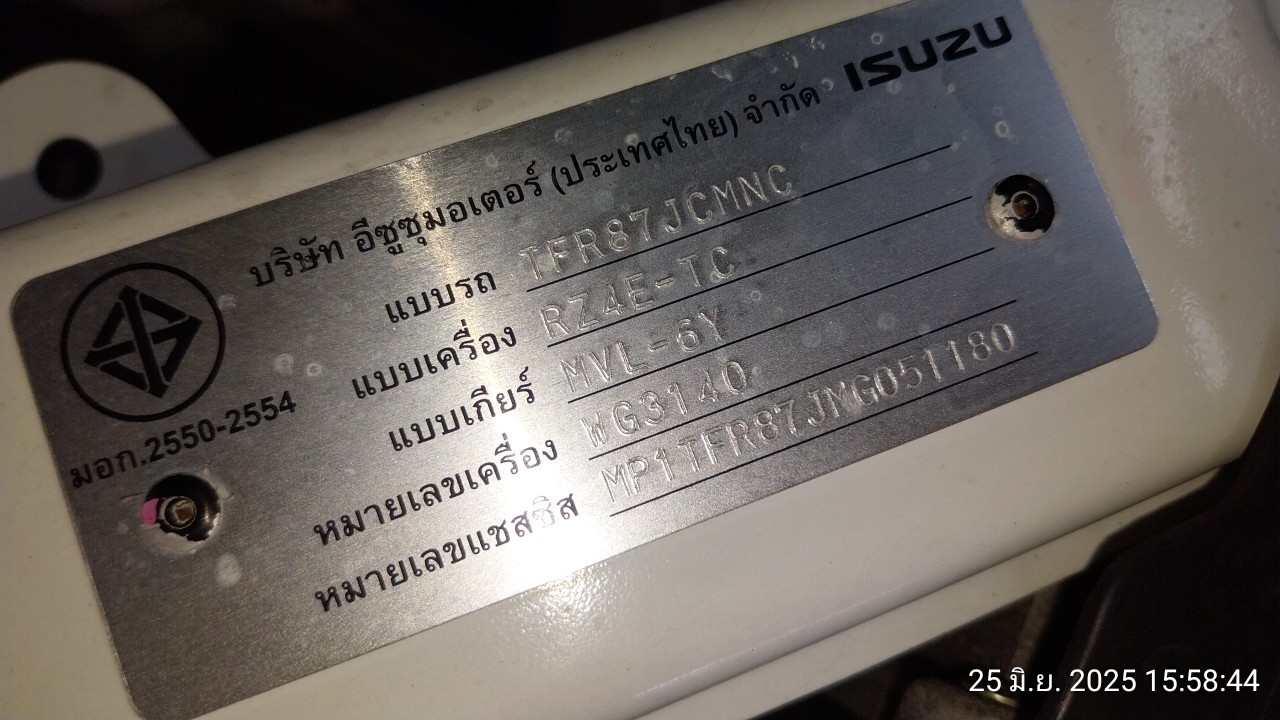 ISUZU
บริษัท อีซูซุมอเตอร์ (ประเทศไทย) จำกัด
แบบรถ TFR87JCMNC
แบบเครื่อง RZ4E-TC
แบบเกียร์ MVL-6Y
หมายเลขเครื่อง WG3140
หมายเลขแชสซิส MP1TFR87JMG051180
มอก.2550-2554
25 มิ.ย. 2025 15:58:44